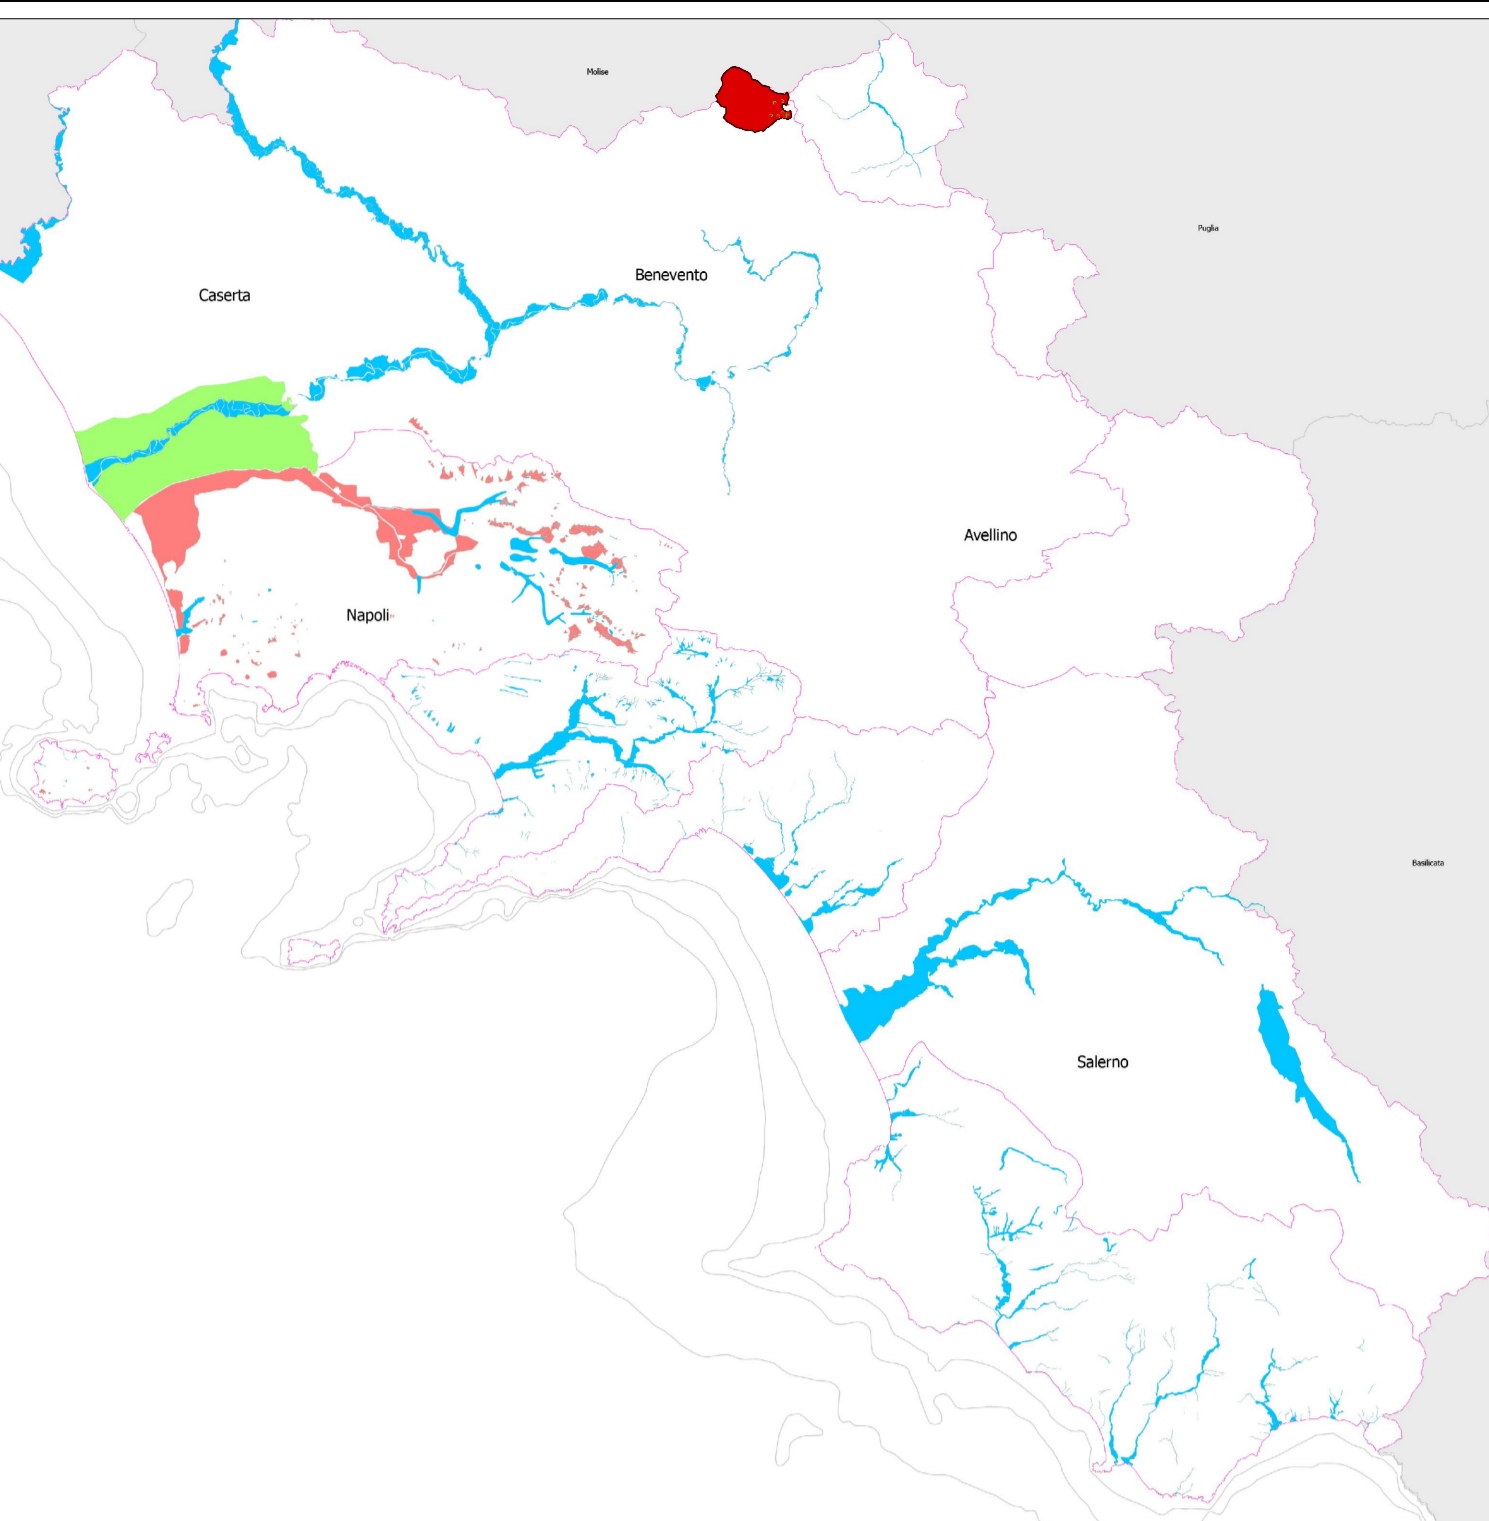 Molise
Puglia
Benevento
Caserta
Avellino
Napoli
Basilicata
Salerno